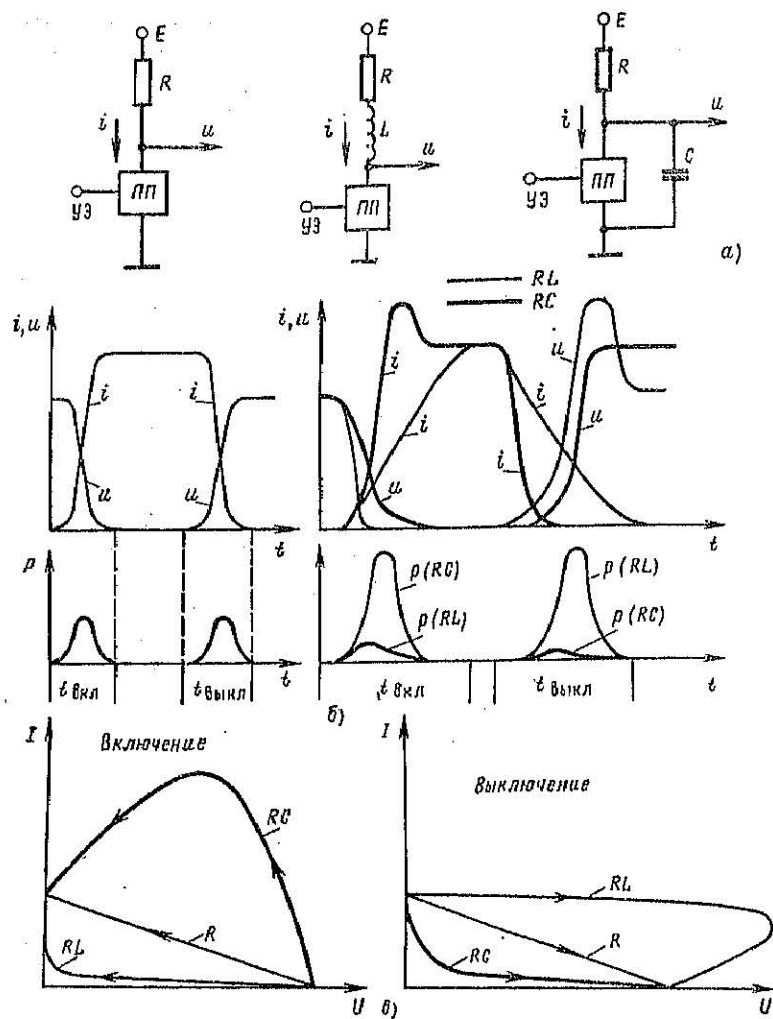 E E E
R R R
i u
i L u
i u C
ПП ПП ПП
УЭ УЭ УЭ
а)
RL
RC
i, u i, u
i i
u u
i i i i
u u u
t t
P
p(RC) p(RL)
p(RL) p(RC)
t вкл t выкл t
t вкл t выкл t
б)
I Включение
RC
R
RL
U
I Выключение
RL
R
RC
U
в)